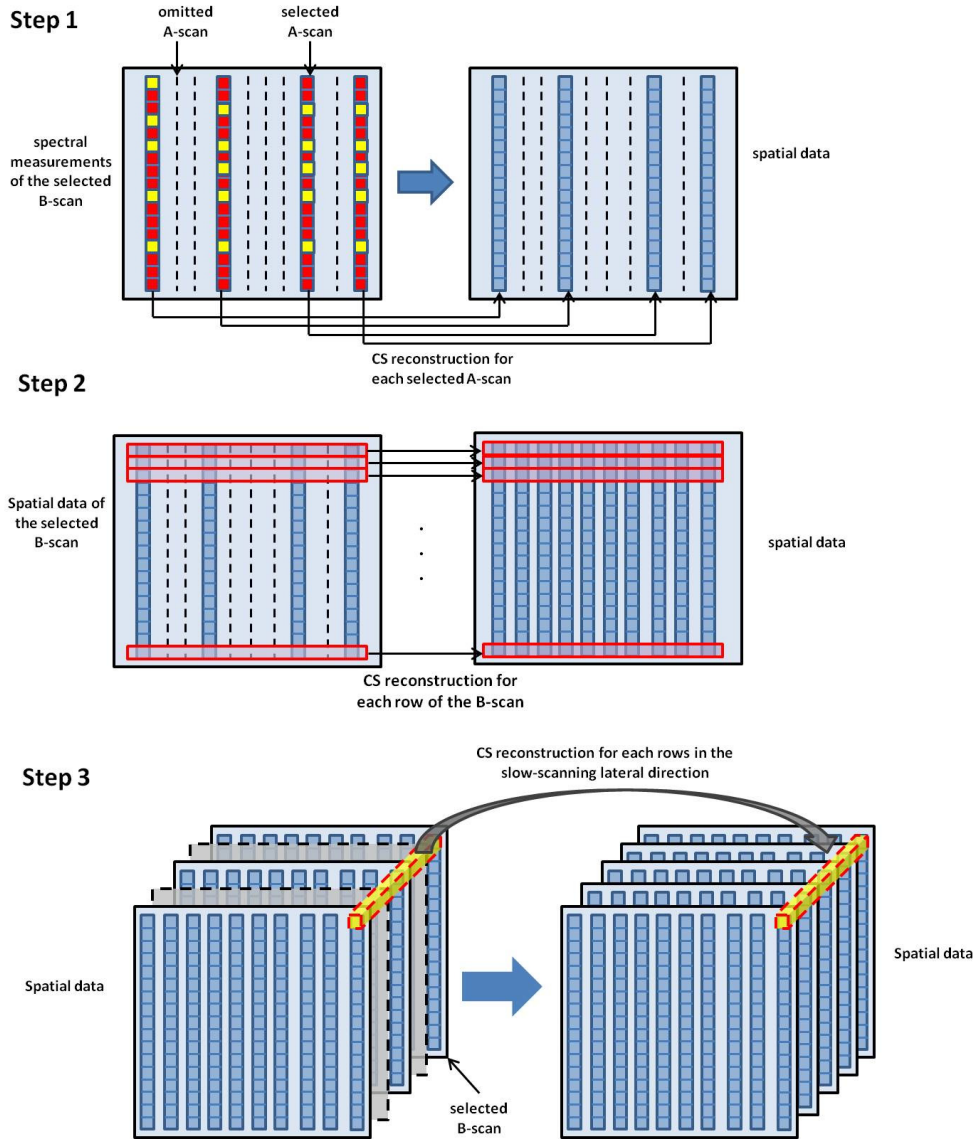 Step 1
omitted
A-scan
selected
A-scan
spectral
measurements
of the selected
B-scan
spatial data
CS reconstruction for
each selected A-scan
Step 2
Spatial data of
the selected
B-scan
spatial data
CS reconstruction for
each row of the B-scan
Step 3
CS reconstruction for each rows in the
slow-scanning lateral direction
Spatial data
Spatial data
selected
B-scan